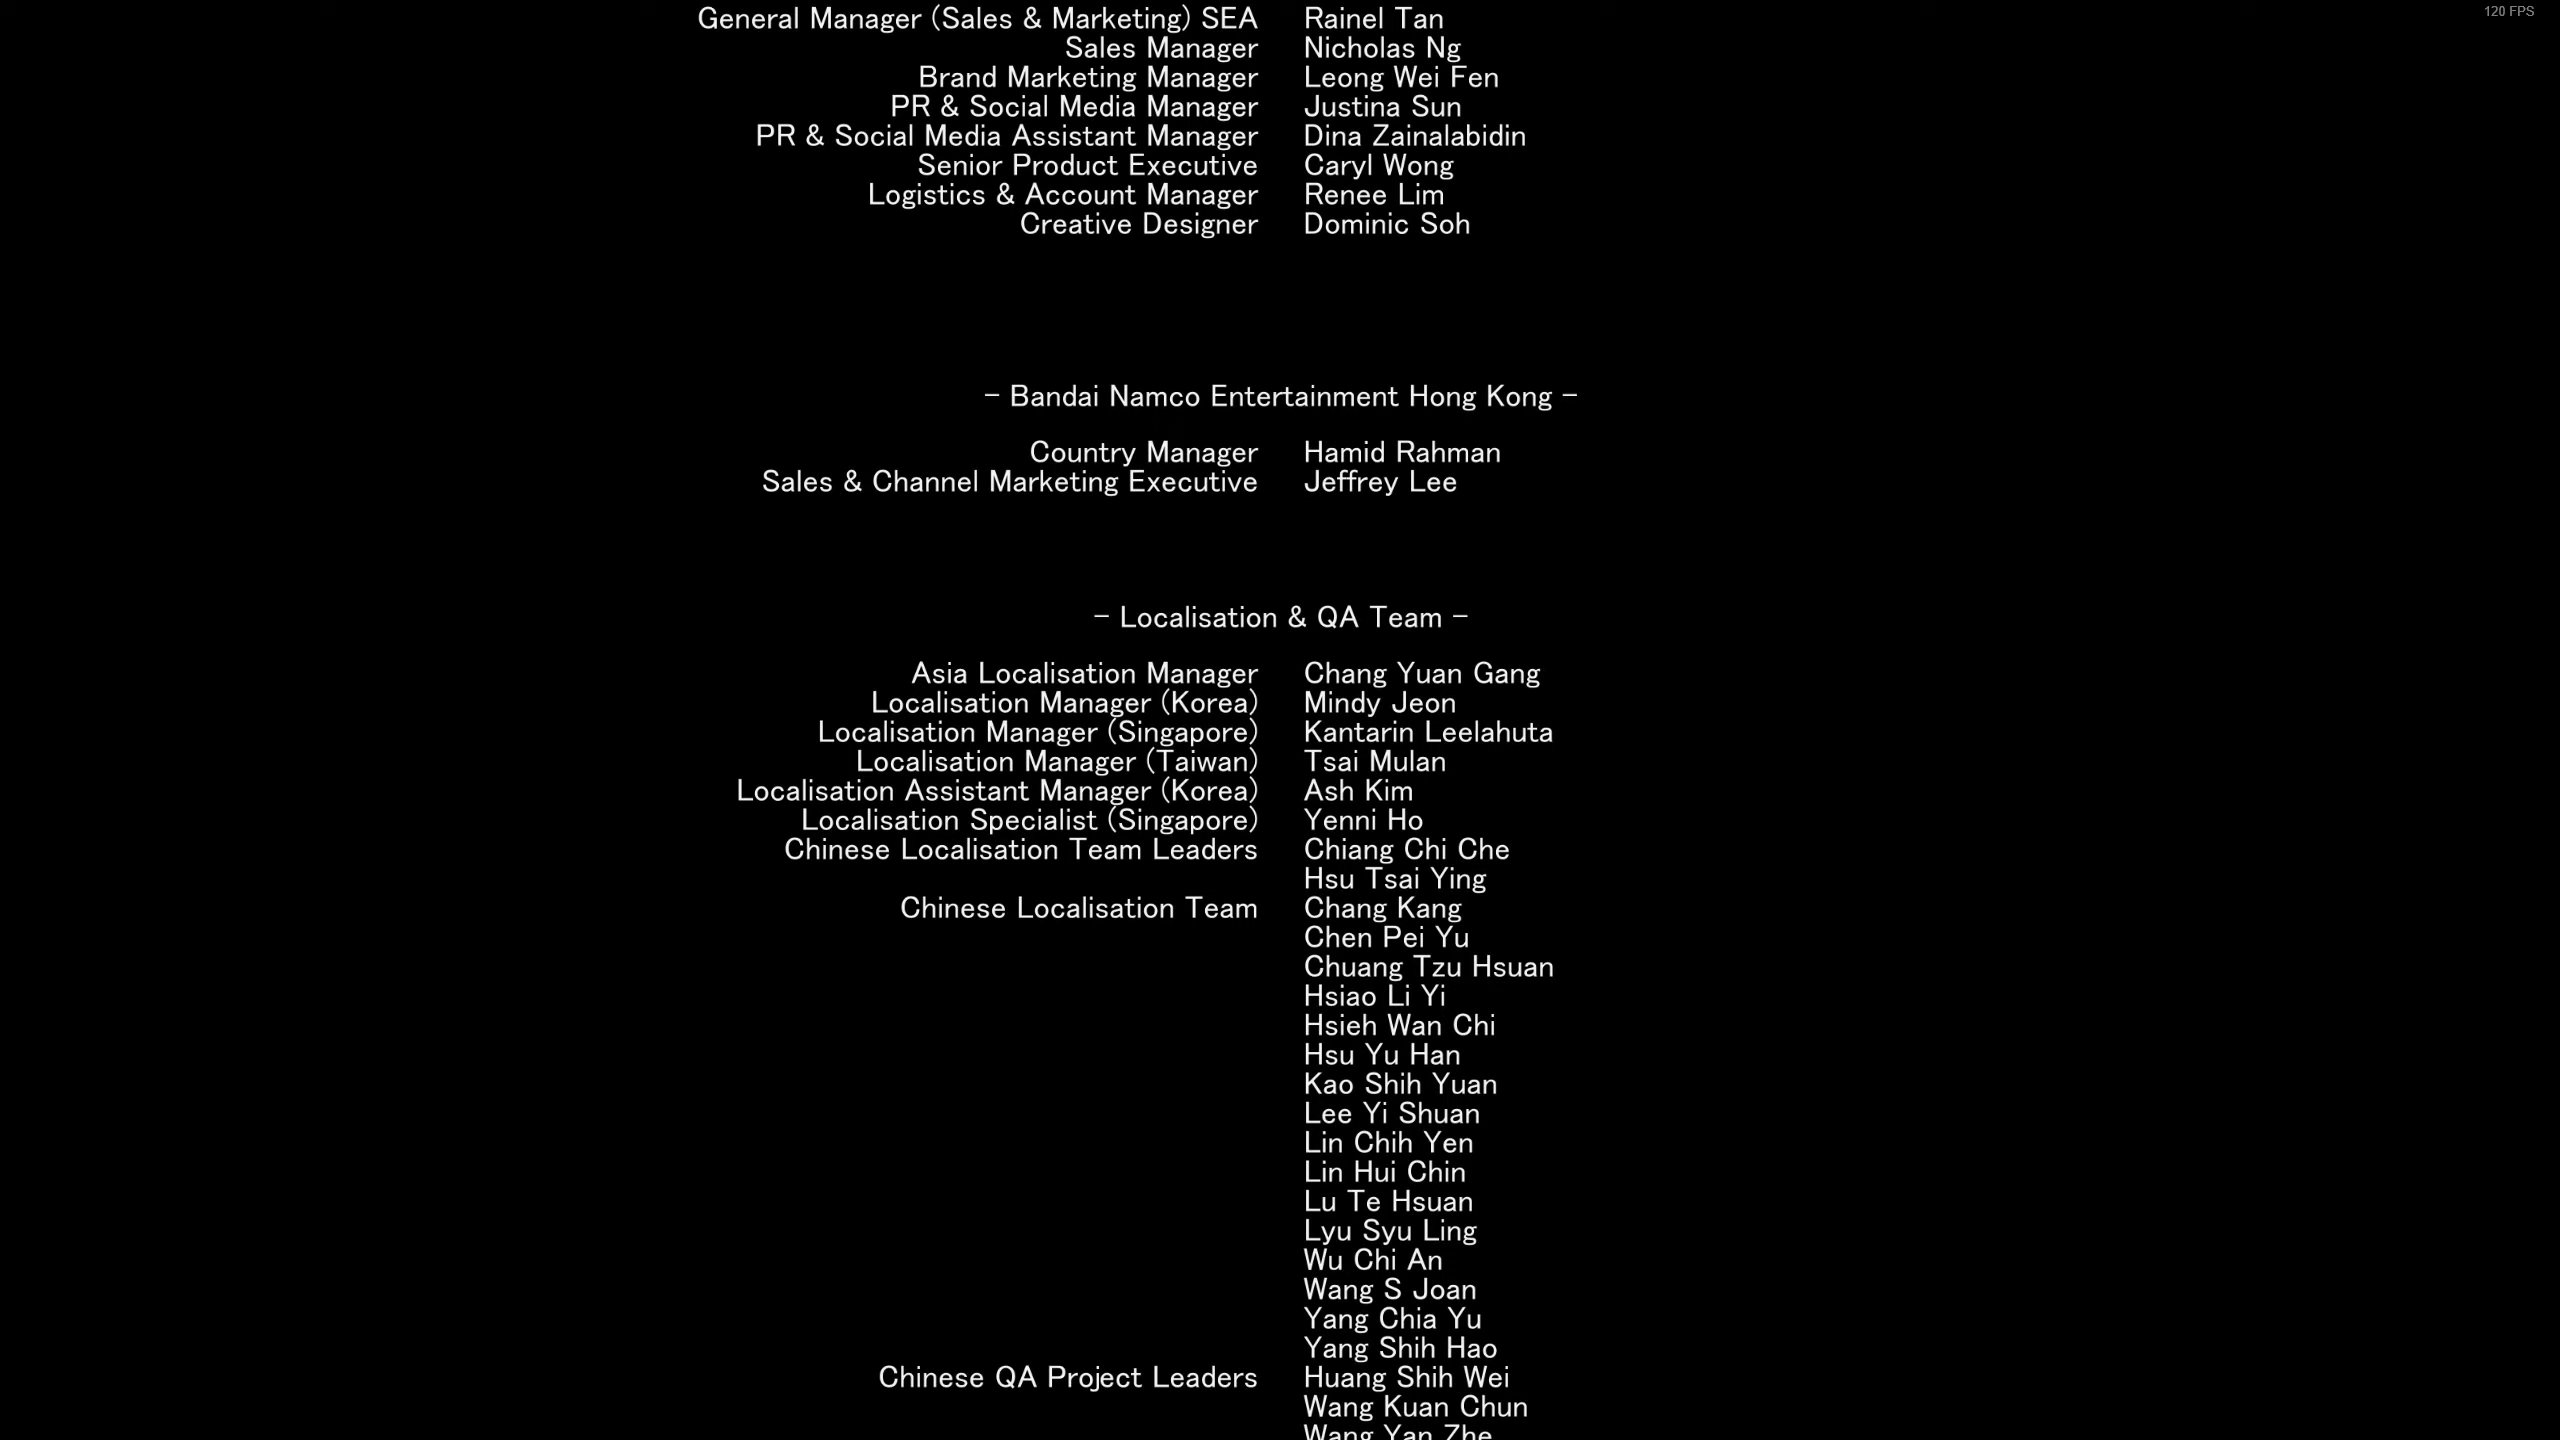 120 FPS
General Manager (Sales & Marketing) SEA Rainel Tan
Sales Manager Nicholas Ng
Brand Marketing Manager Leong Wei Fen
PR & Social Media Manager Justina Sun
PR & Social Media Assistant Manager Dina Zainalabidin
Senior Product Executive Caryl Wong
Logistics & Account Manager Renee Lim
Creative Designer Dominic Soh
- Bandai Namco Entertainment Hong Kong -
Country Manager Hamid Rahman
Sales & Channel Marketing Executive Jeffrey Lee
- Localisation & QA Team -
Asia Localisation Manager Chang Yuan Gang
Localisation Manager (Korea) Mindy Jeon
Localisation Manager (Singapore) Kantarin Leelahuta
Localisation Manager (Taiwan) Tsai Mulan
Localisation Assistant Manager (Korea) Ash Kim
Localisation Specialist (Singapore) Yenni Ho
Chinese Localisation Team Leaders Chiang Chi Che
Hsu Tsai Ying
Chinese Localisation Team Chang Kang
Chen Pei Yu
Chuang Tzu Hsuan
Hsiao Li Yi
Hsieh Wan Chi
Hsu Yu Han
Kao Shih Yuan
Lee Yi Shuan
Lin Chih Yen
Lin Hui Chin
Lu Te Hsuan
Lyu Syu Ling
Wu Chi An
Wang S Joan
Yang Chia Yu
Yang Shih Hao
Chinese QA Project Leaders Huang Shih Wei
Wang Kuan Chun
Wang Yan Zhe